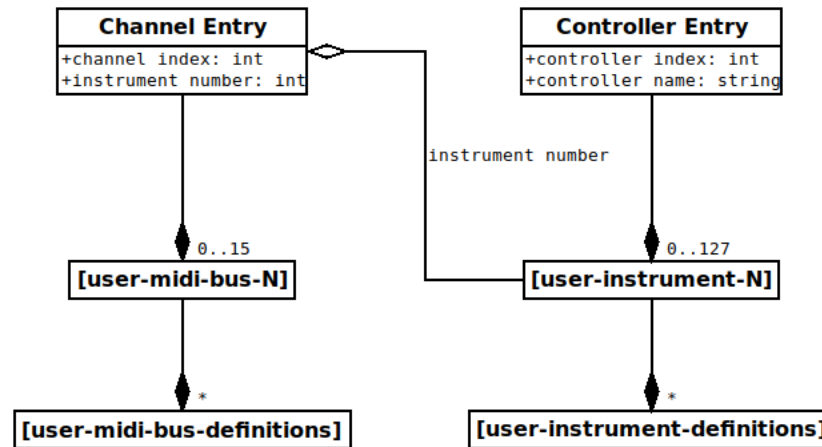 Channel Entry
+channel index: int
+instrument number: int
Controller Entry
+controller index: int
+controller name: string
instrument number
0..15
0..127
[user-midi-bus-N]
[user-instrument-N]
*
*
[user-midi-bus-definitions]
[user-instrument-definitions]